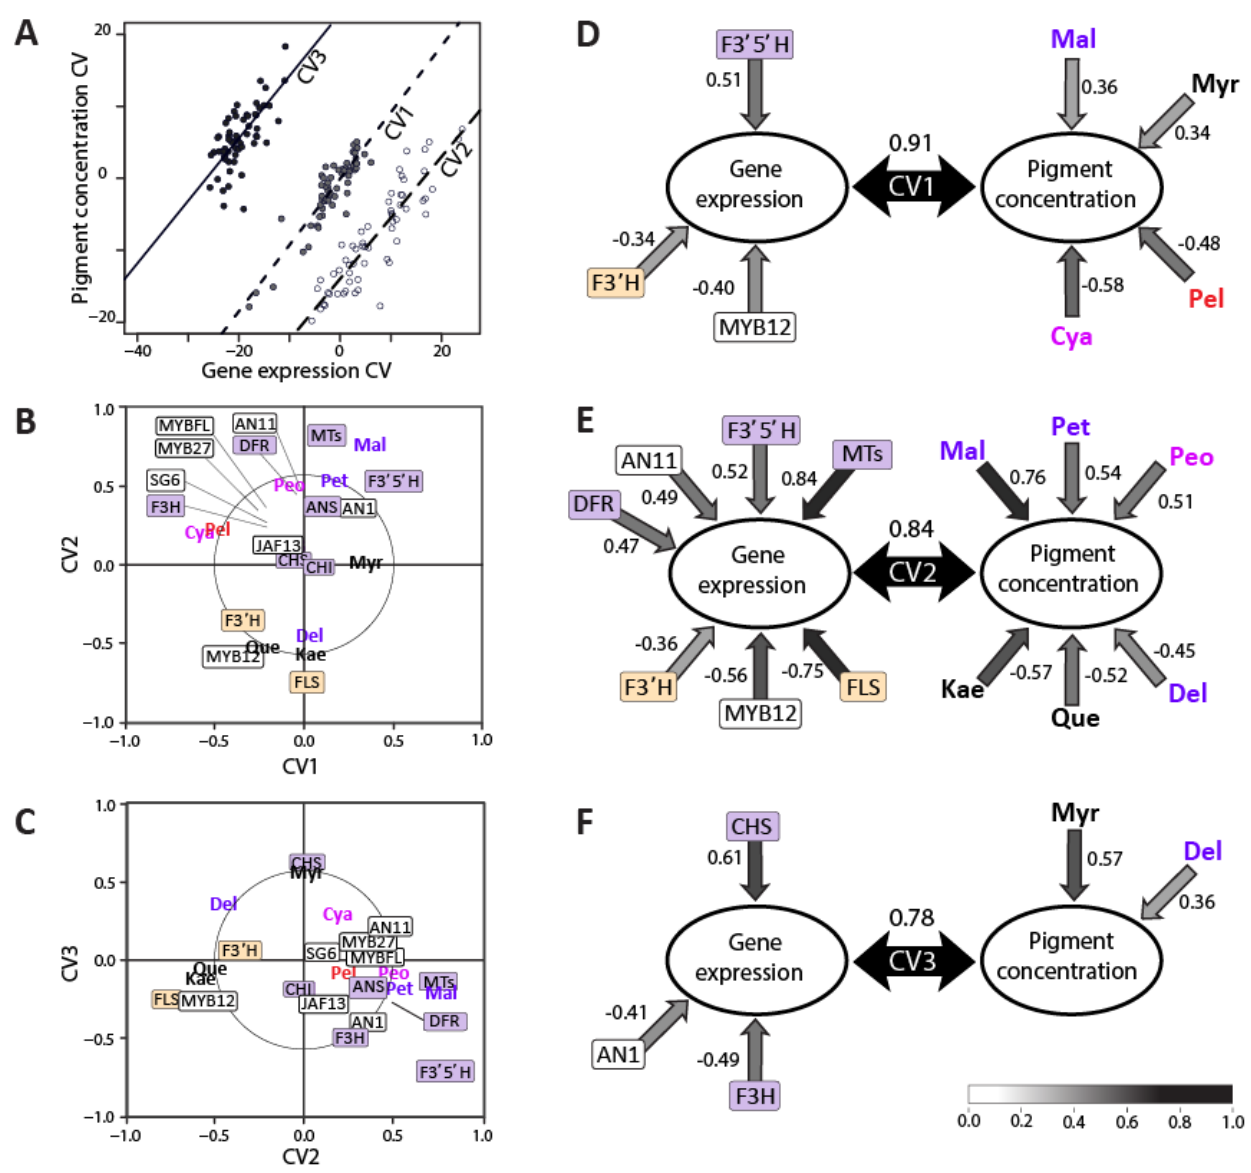 A
20
0
−20
Pigment concentration CV
CV3
CV1
CV2
−40
−20
0
20
Gene expression CV
B
1.0
0.5
0.0
−0.5
−1.0
CV2
MYBFL
AN11
MTs
Mal
MYB27
DFR
SG6
Peo
Pet
F3′5′H
F3H
ANS
AN1
Cya
Pel
JAF13
CHS
CHI
Myr
F3′H
Del
MYB12
Que
Kae
FLS
−1.0
−0.5
0.0
0.5
1.0
CV1
C
1.0
0.5
0.0
−0.5
−1.0
CV3
CHS
Myr
Del
Cya
AN11
F3′H
SG6
MYB27
MYBFL
Que
Kae
Pel
Peo
FLS
MYB12
CHI
ANS
Pet
MTs
Mal
JAF13
AN1
DFR
F3H
F3′5′H
−1.0
−0.5
0.0
0.5
1.0
CV2
D
F3′5′H
0.51
Mal
0.36
Myr
0.34
Gene
expression
0.91
CV1
Pigment
concentration
-0.34
F3′H
-0.40
MYB12
-0.58
Cya
-0.48
Pel
E
F3′5′H
0.52
AN11
0.49
MTs
0.84
DFR
0.47
Mal
0.76
Pet
0.54
Peo
0.51
Gene
expression
0.84
CV2
Pigment
concentration
-0.36
F3′H
-0.56
MYB12
-0.75
FLS
Kae
-0.57
Que
-0.52
-0.45
Del
F
CHS
0.61
Myr
0.57
Del
0.36
Gene
expression
0.78
CV3
Pigment
concentration
-0.41
AN1
-0.49
F3H
0.0
0.2
0.4
0.6
0.8
1.0